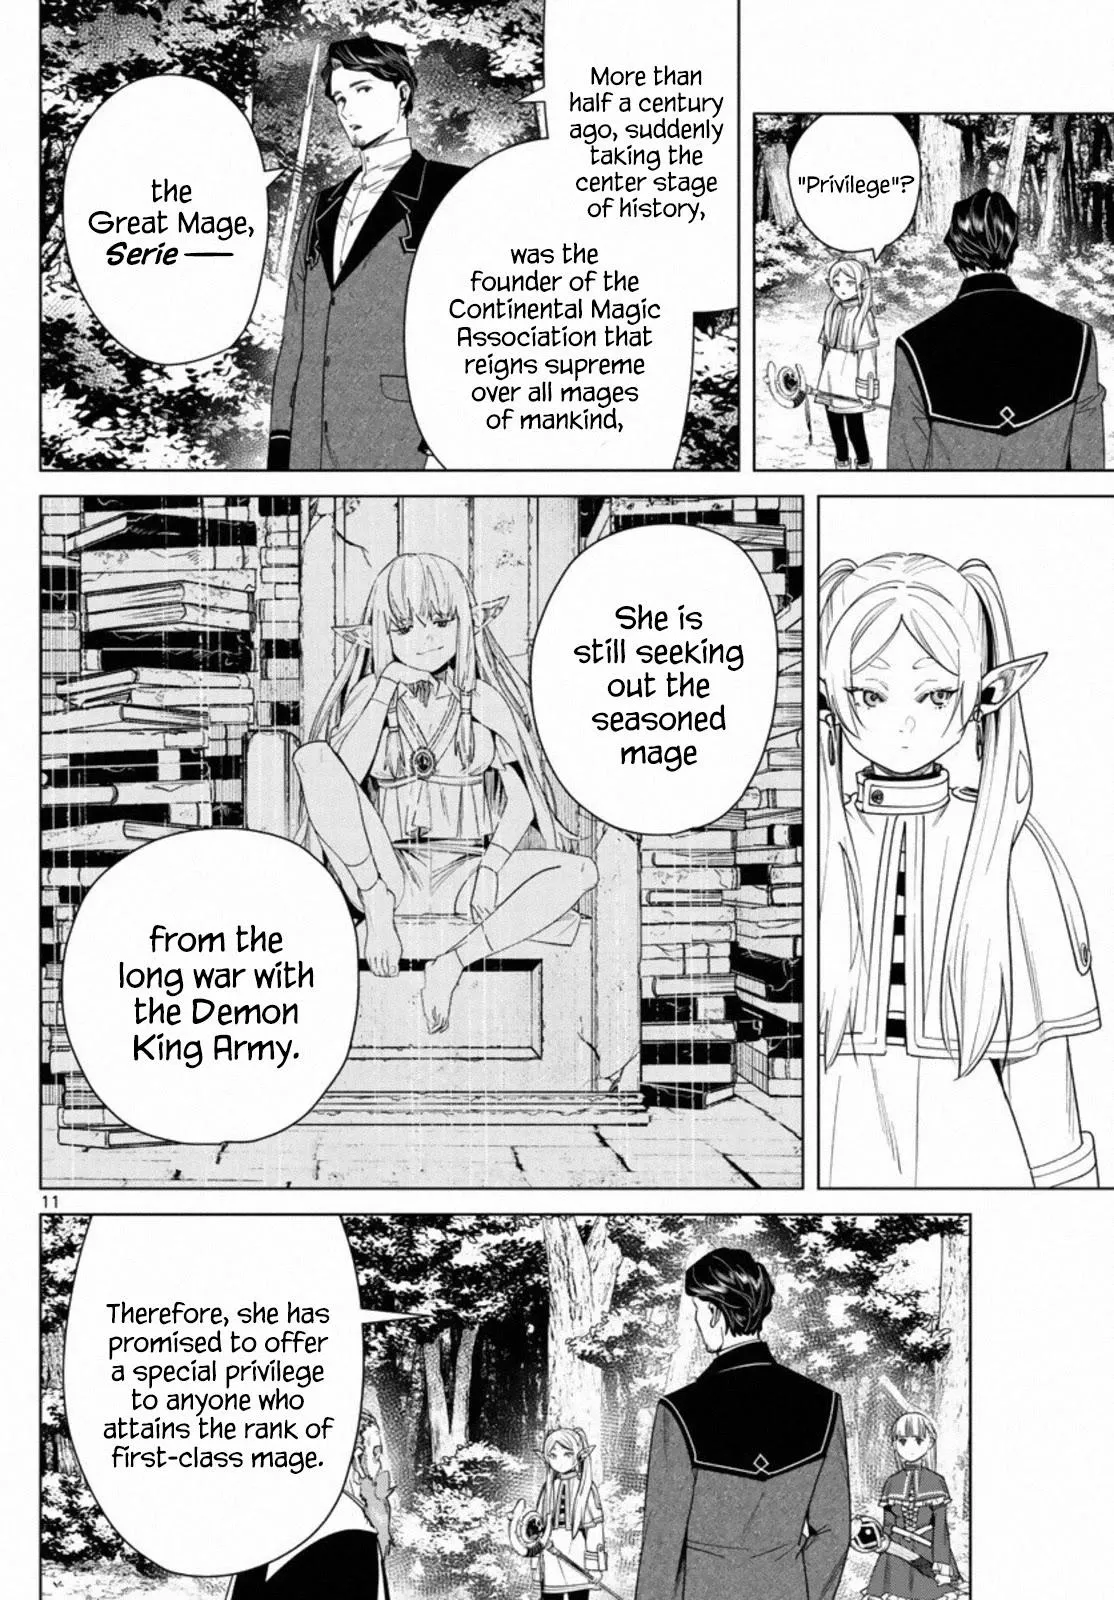 "Privilege"?
More than
half a century
ago, suddenly
taking the
center stage
of history,
was the
founder of the
Continental Magic
Association that
reigns supreme
over all mages
of mankind,
the
Great Mage,
Serie —
She is
still seeking
out the
seasoned
mage
from the
long war with
the Demon
King Army.
11
Therefore, she has
promised to offer
a special privilege
to anyone who
attains the rank of
first-class mage.